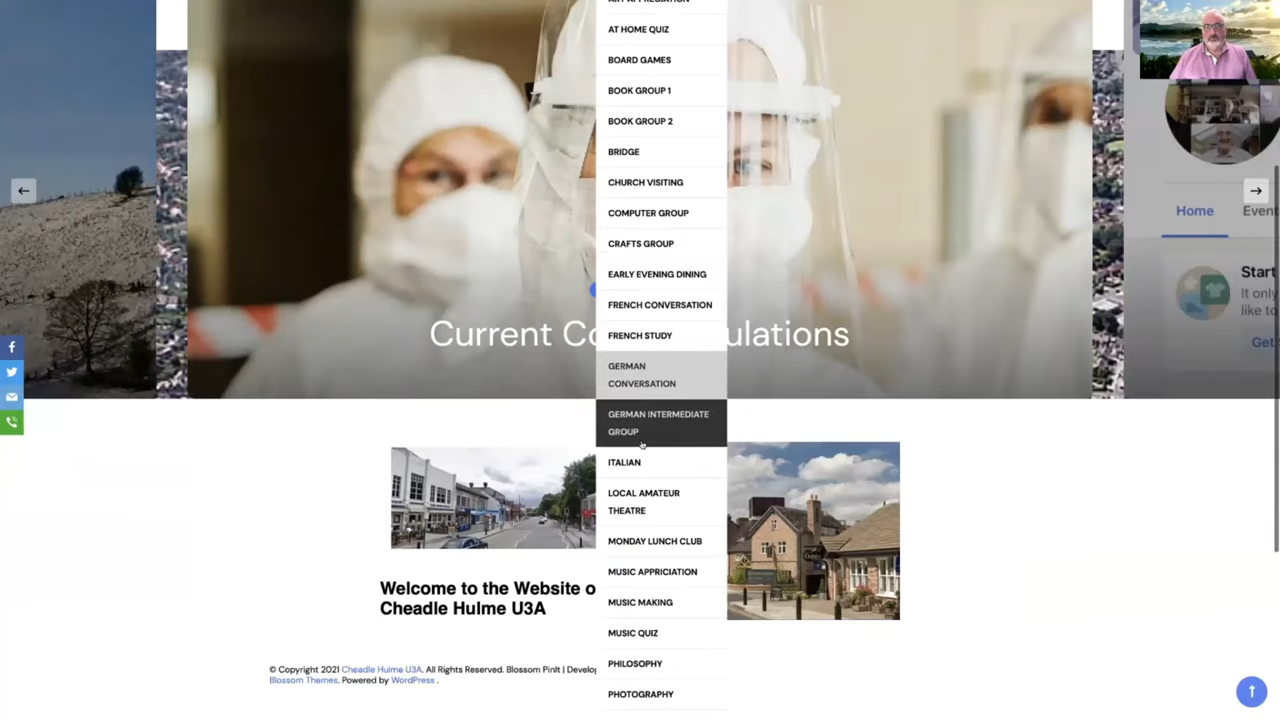 ART APPRECIATION
AT HOME QUIZ
BOARD GAMES
BOOK GROUP 1
BOOK GROUP 2
BRIDGE
CHURCH VISITING
COMPUTER GROUP
CRAFTS GROUP
EARLY EVENING DINING
FRENCH CONVERSATION
FRENCH STUDY
GERMAN
CONVERSATION
GERMAN INTERMEDIATE
GROUP
ITALIAN
LOCAL AMATEUR
THEATRE
MONDAY LUNCH CLUB
MUSIC APPRICIATION
MUSIC MAKING
MUSIC QUIZ
PHILOSOPHY
PHOTOGRAPHY
Home Even
Start
It only
like to
Get
Current Co ulations
Welcome to the Website o
Cheadle Hulme U3A
© Copyright 2021 Cheadle Hulme U3A. All Rights Reserved. Blossom PinIt | Develop
Blossom Themes. Powered by WordPress .